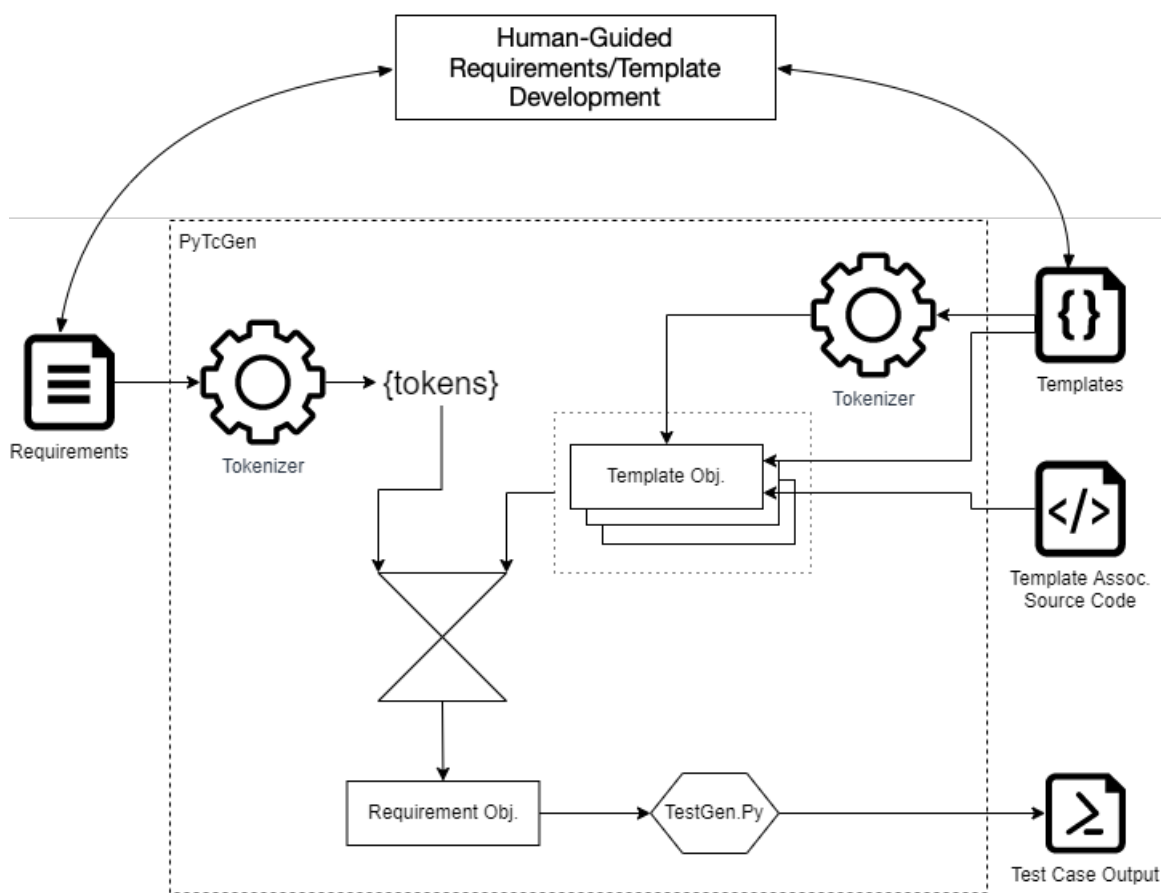 Human-Guided
Requirements/Template
Development
PyTcGen
{}
Templates
Tokenizer
Requirements
Tokenizer
{tokens}
Template Obj.
</>
Template Assoc.
Source Code
Requirement Obj.
TestGen.Py
Test Case Output